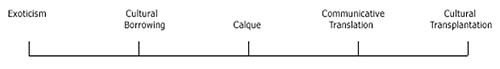 Exoticism
Cultural
Borrowing
Calque
Communicative
Translation
Cultural
Transplantation